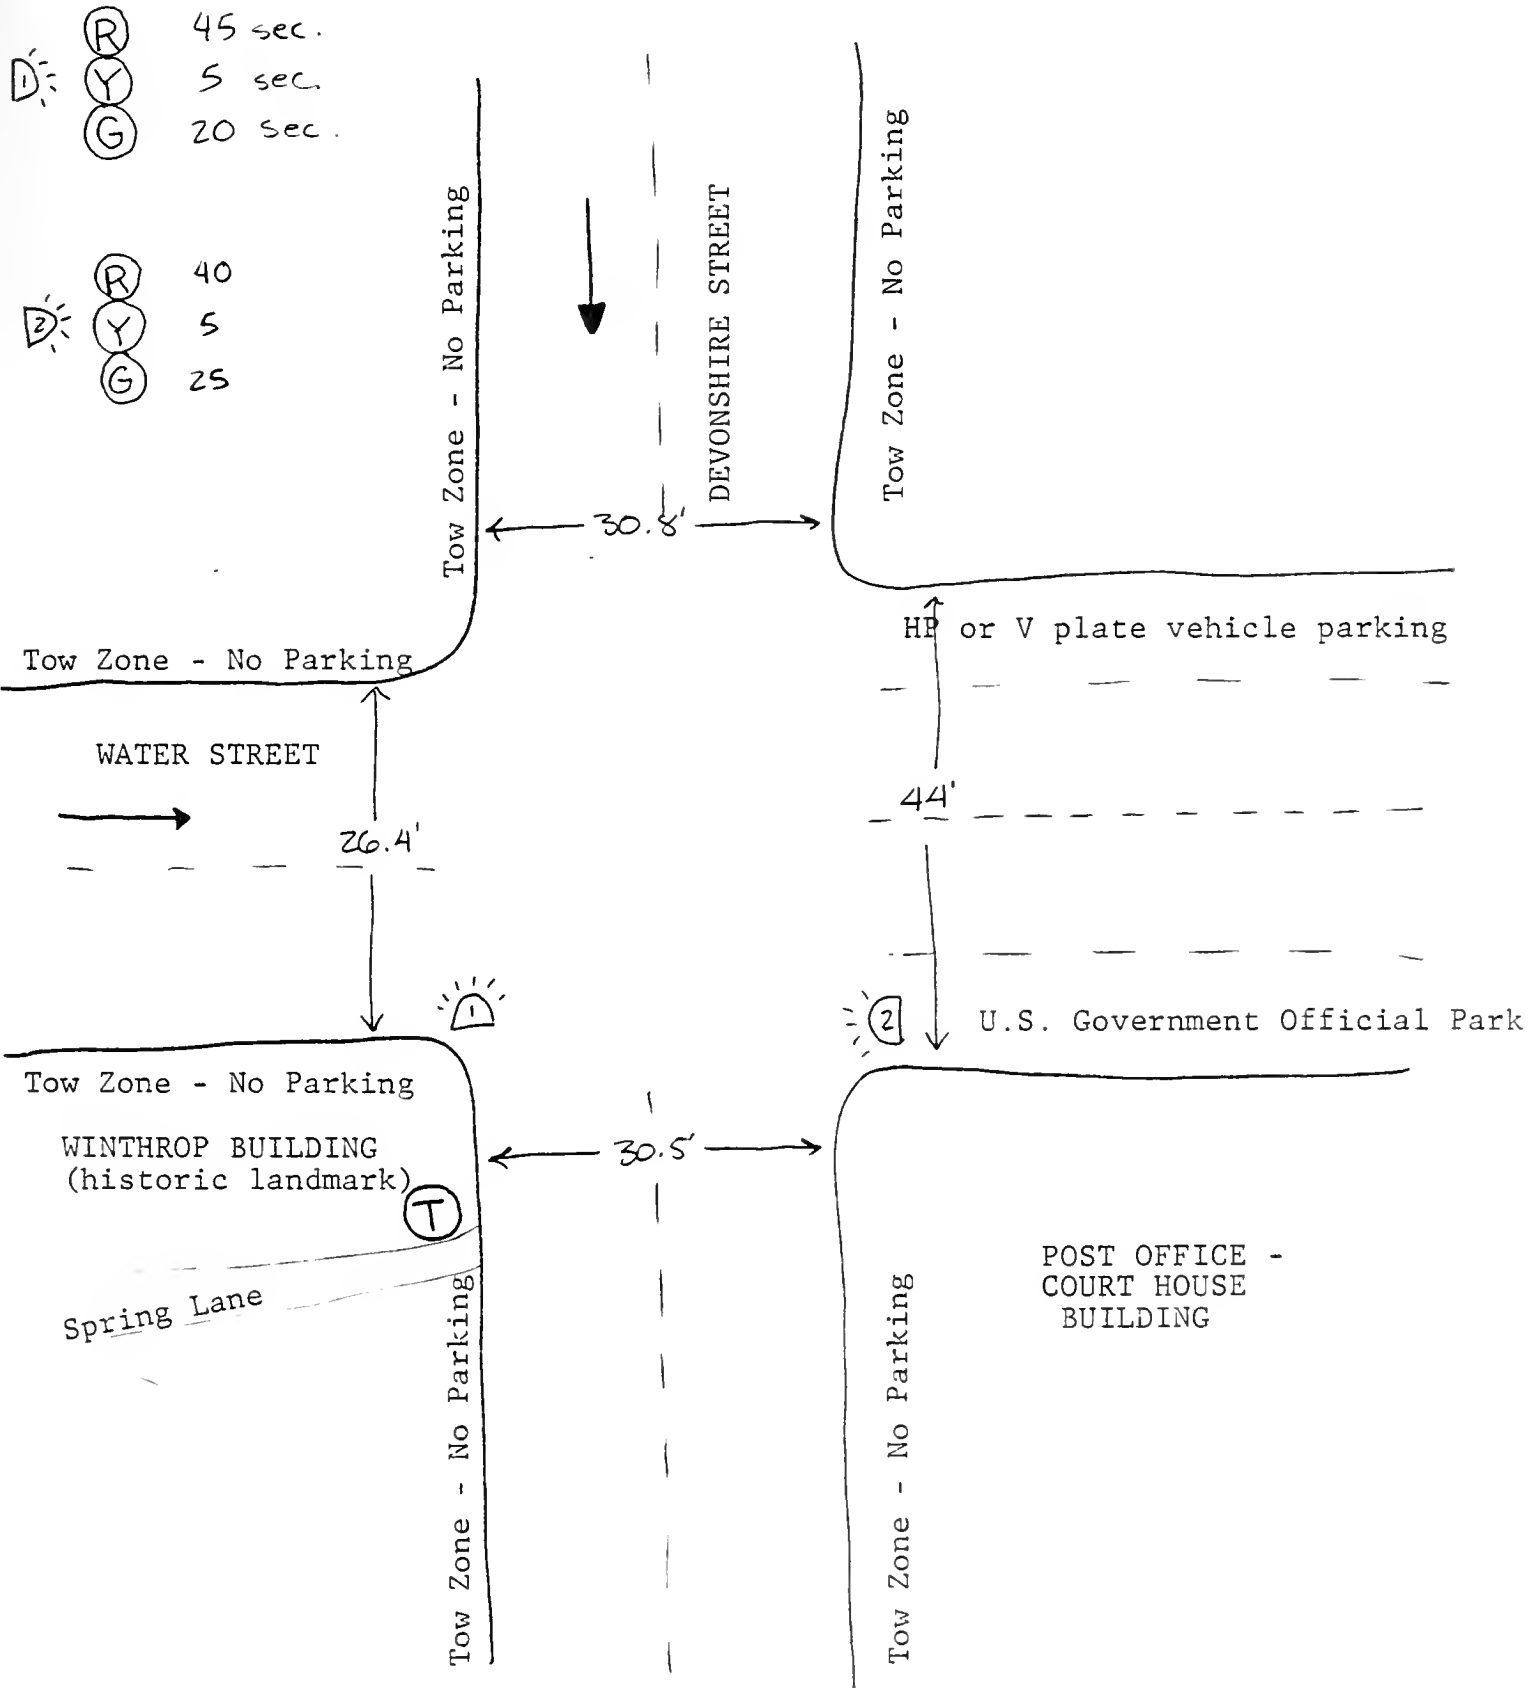 R 45 sec.
1 Y 5 sec.
G 20 sec.
R 40
2 Y 5
G 25
Tow Zone - No Parking
DEVONSHIRE STREET
Tow Zone - No Parking
30.8'
HP or V plate vehicle parking
Tow Zone - No Parking
WATER STREET
44'
26.4'
1
2
U.S. Government Official Park
Tow Zone - No Parking
WINTHROP BUILDING
(historic landmark)
30.5'
T
Spring Lane
Tow Zone - No Parking
Tow Zone - No Parking
POST OFFICE -
COURT HOUSE
BUILDING